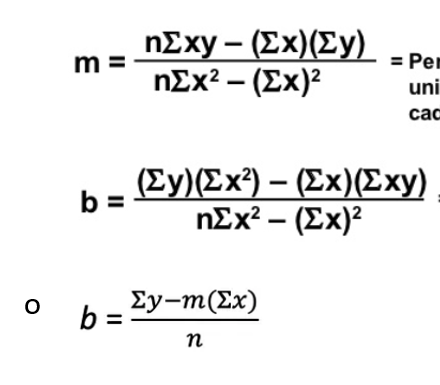 m = nΣxy – (Σx)(Σy) / nΣx² – (Σx)² = Per
uni
cad
b = (Σy)(Σx²) – (Σx)(Σxy) / nΣx² – (Σx)²
O b = Σy−m(Σx) / n